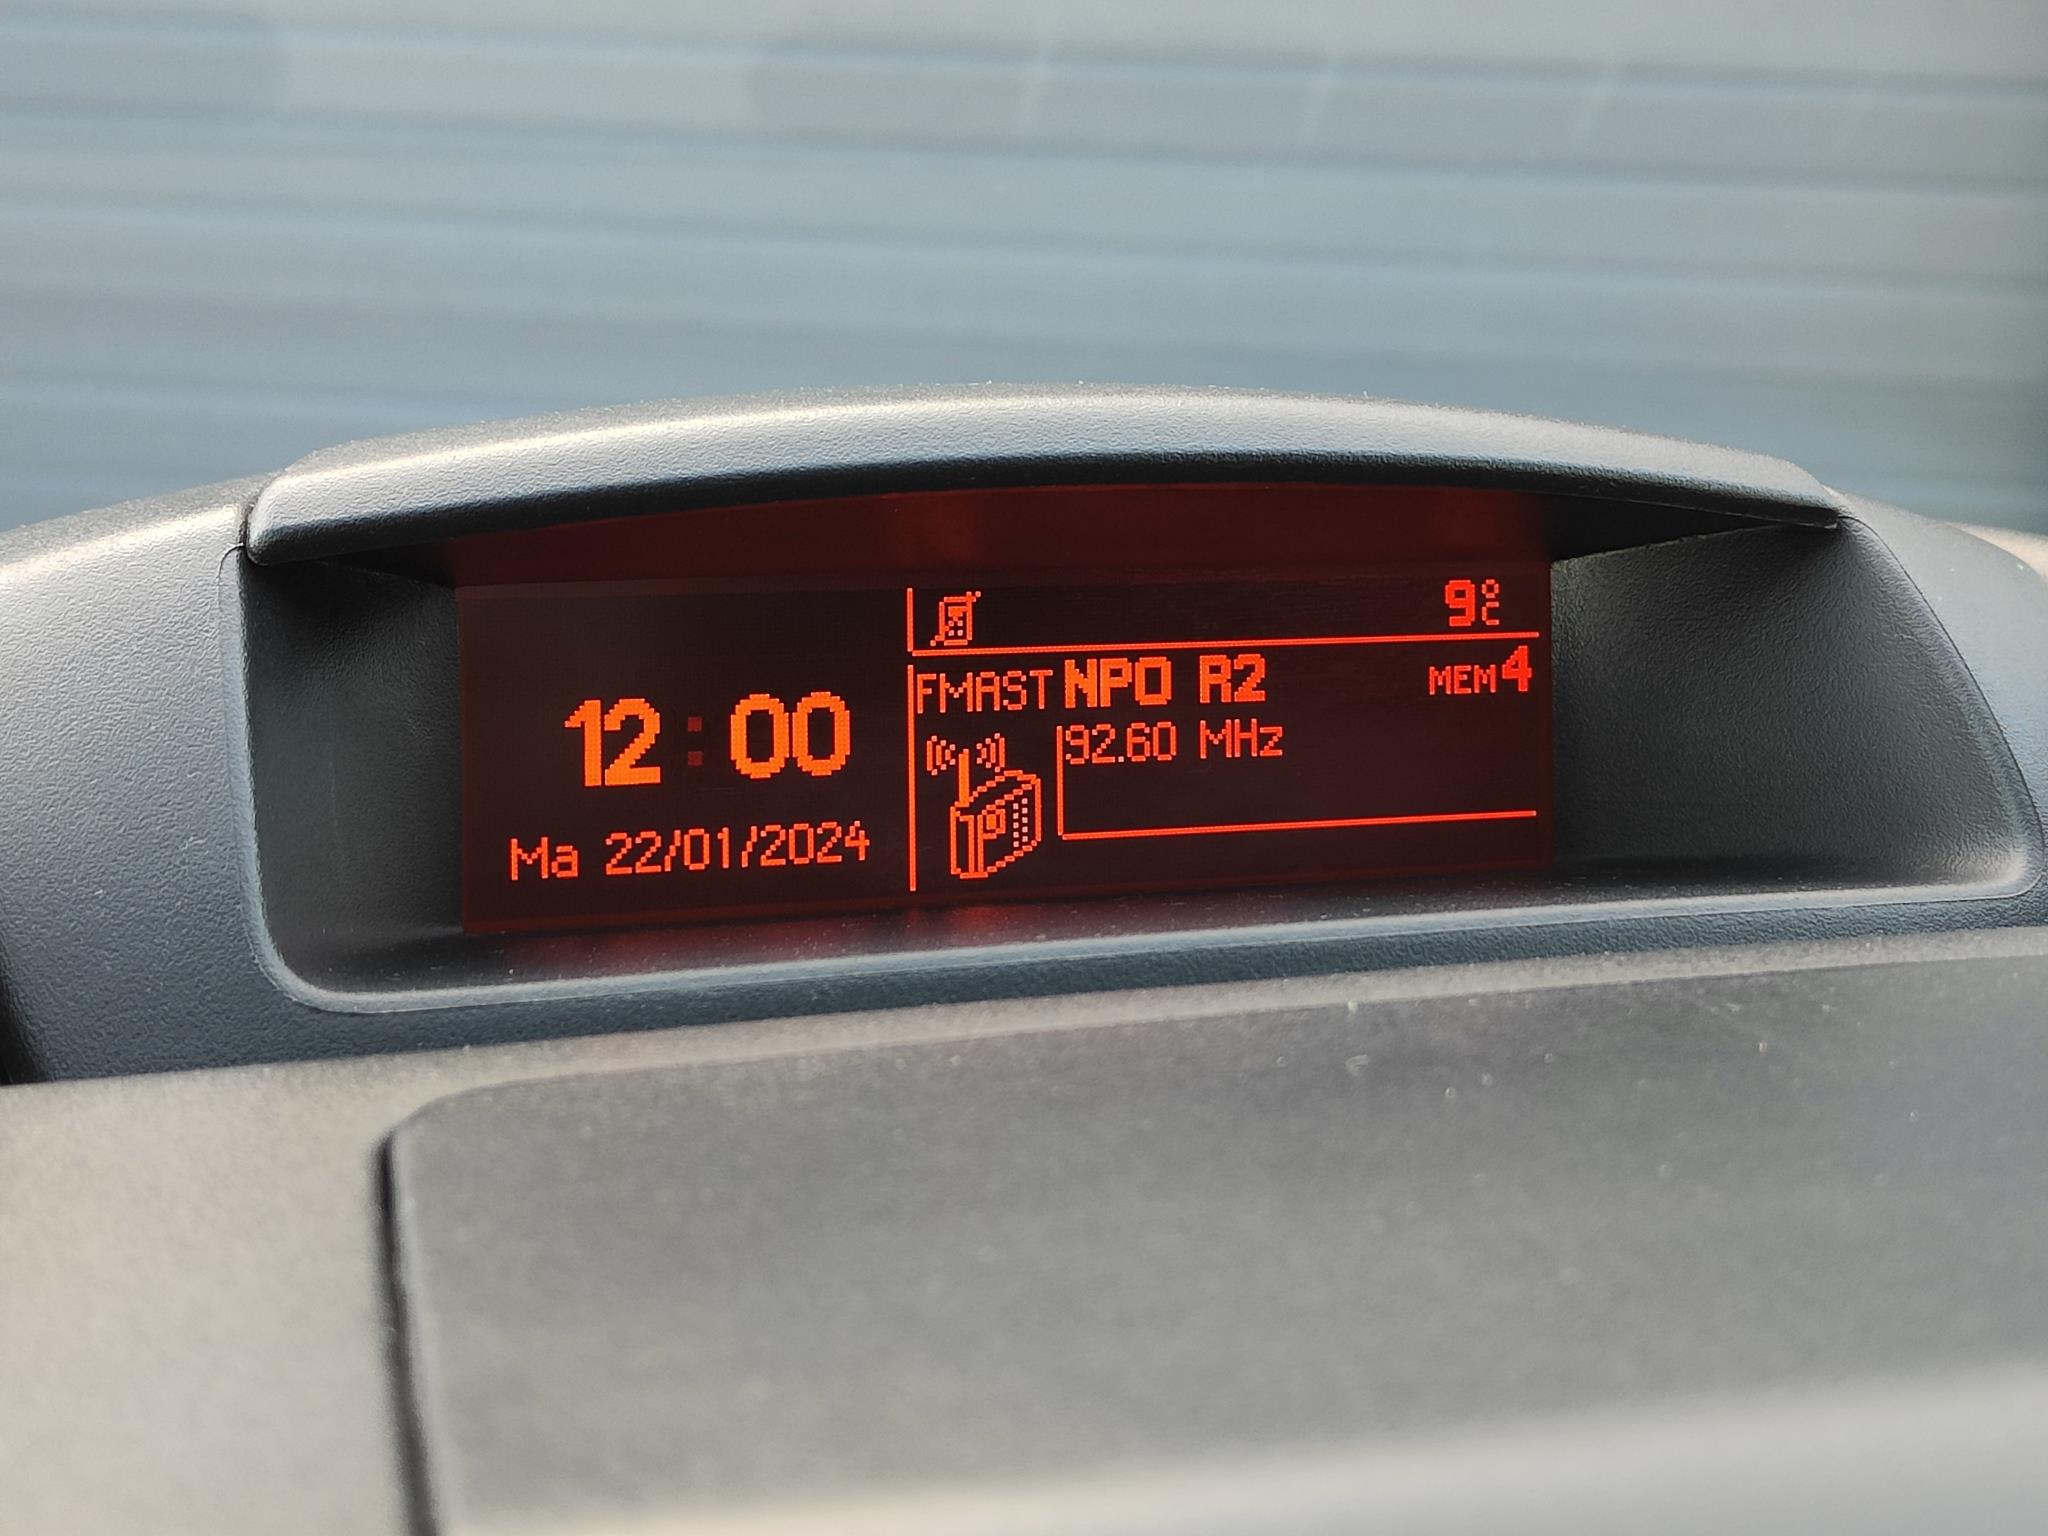 12:00
Ma 22/01/2024
9°C
FMAST NPO R2 MEM 4
92.60 MHz